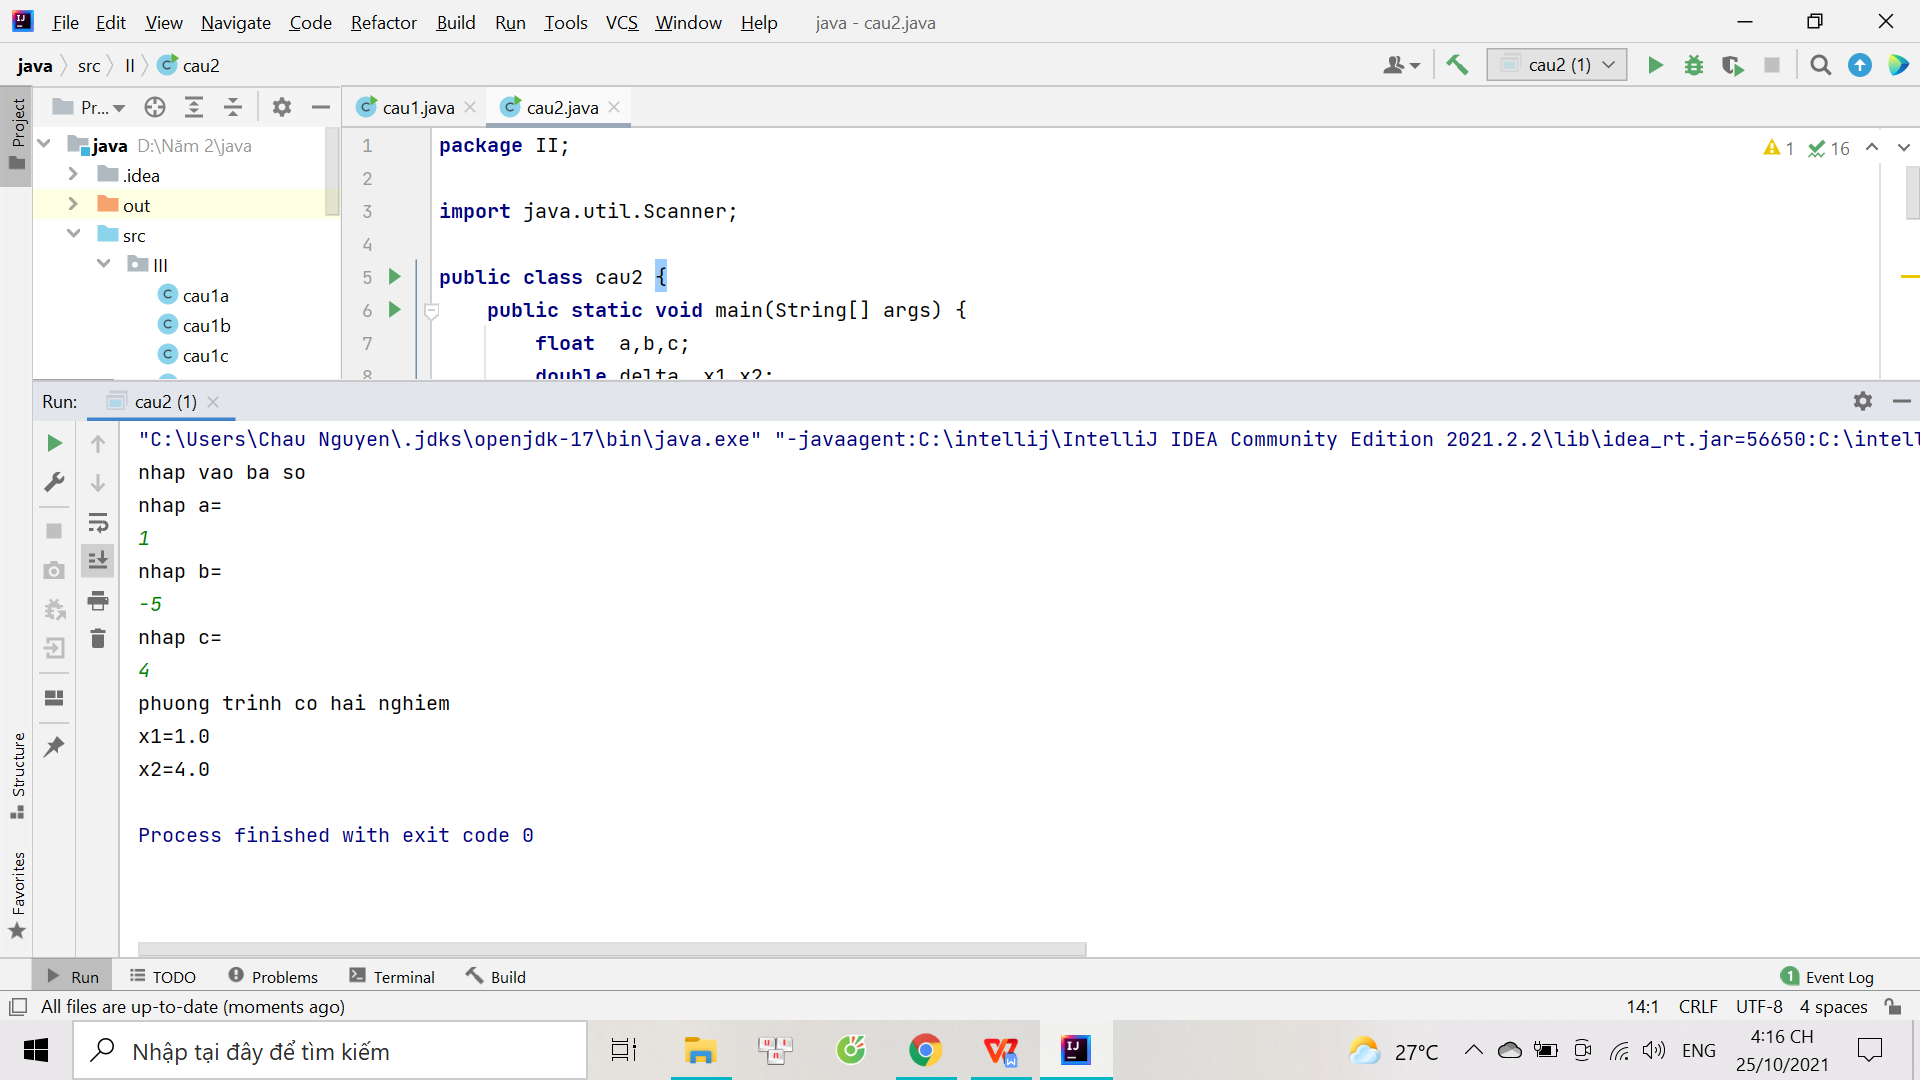 File Edit View Navigate Code Refactor Build Run Tools VCS Window Help java - cau2.java
java src II cau2 cau2 (1)
Project
Pr... cau1.java cau2.java
java D:\Năm 2\java
.idea
out
src
III
cau1a
cau1b
cau1c
1 package II;
2
3 import java.util.Scanner;
4
5 public class cau2 {
6 public static void main(String[] args) {
7 float a,b,c;
8 double delta, x1,x2;
1 16
Run: cau2 (1)
"C:\Users\Chau Nguyen\.jdks\openjdk-17\bin\java.exe" "-javaagent:C:\intellij\IntelliJ IDEA Community Edition 2021.2.2\lib\idea_rt.jar=56650:C:\intell
nhap vao ba so
nhap a=
1
nhap b=
-5
nhap c=
4
phuong trinh co hai nghiem
x1=1.0
x2=4.0
Process finished with exit code 0
Structure
Favorites
Run TODO Problems Terminal Build 1 Event Log
All files are up-to-date (moments ago) 14:1 CRLF UTF-8 4 spaces
Nhập tại đây để tìm kiếm 27°C ENG 4:16 CH
25/10/2021